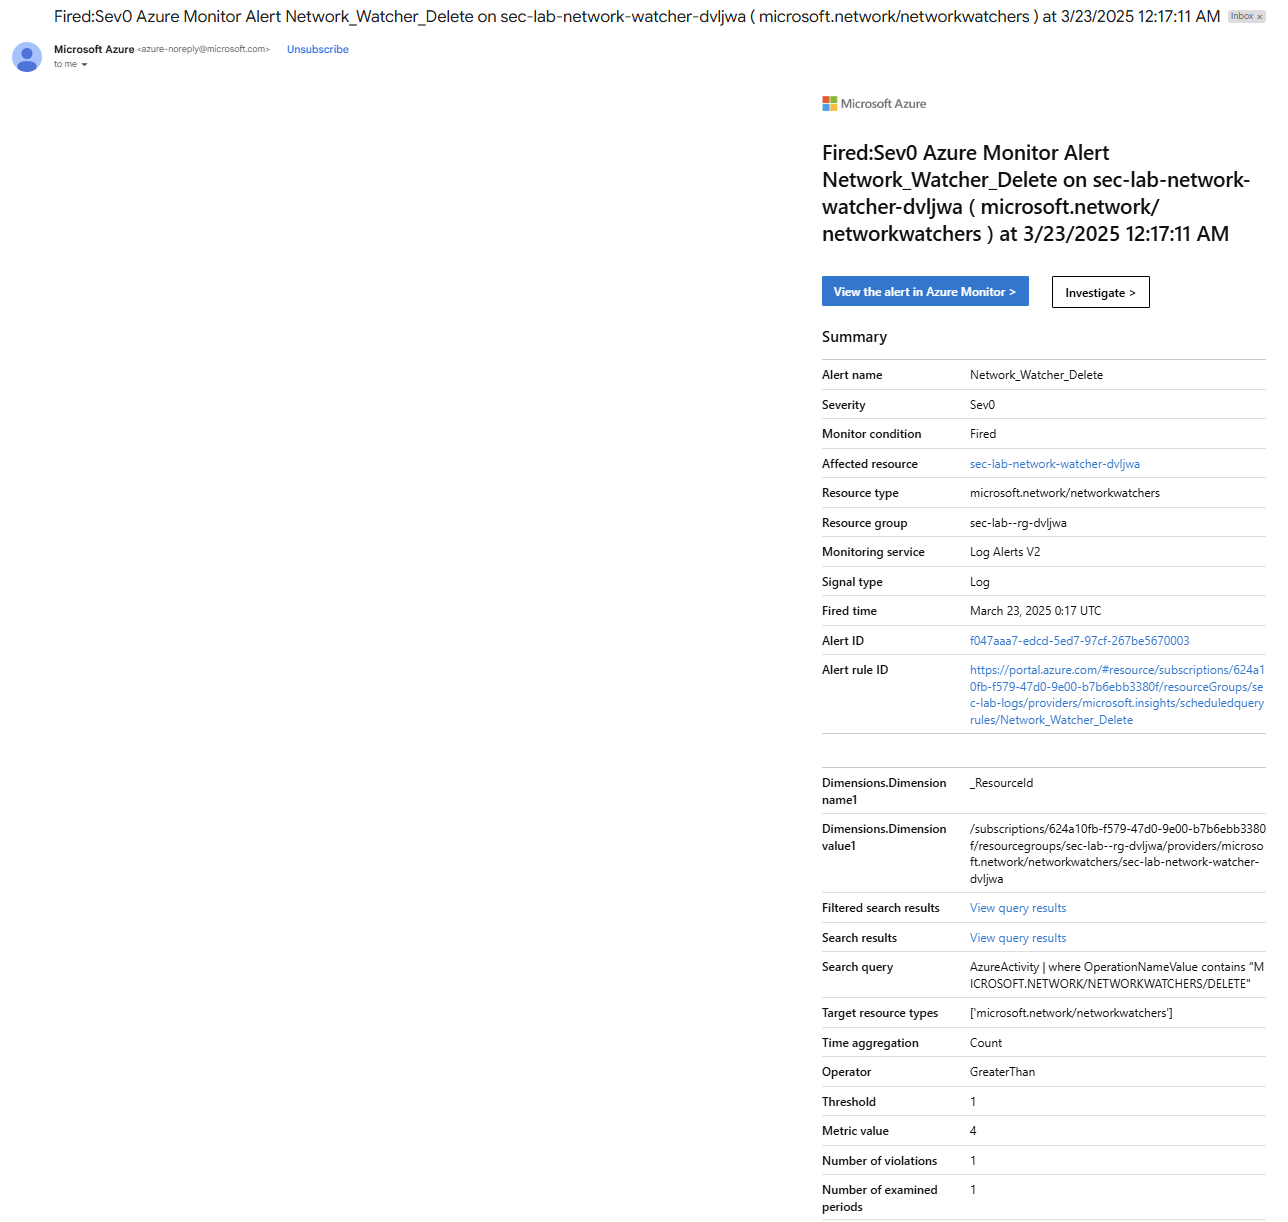 Fired:Sev0 Azure Monitor Alert Network_Watcher_Delete on sec-lab-network-watcher-dvljwa ( microsoft.network/networkwatchers ) at 3/23/2025 12:17:11 AM Inbox ×
Microsoft Azure <azure-noreply@microsoft.com> Unsubscribe
to me
Microsoft Azure
Fired:Sev0 Azure Monitor Alert
Network_Watcher_Delete on sec-lab-network-
watcher-dvljwa ( microsoft.network/
networkwatchers ) at 3/23/2025 12:17:11 AM
View the alert in Azure Monitor > Investigate >
Summary
Alert name Network_Watcher_Delete
Severity Sev0
Monitor condition Fired
Affected resource sec-lab-network-watcher-dvljwa
Resource type microsoft.network/networkwatchers
Resource group sec-lab--rg-dvljwa
Monitoring service Log Alerts V2
Signal type Log
Fired time March 23, 2025 0:17 UTC
Alert ID f047aaa7-edcd-5ed7-97cf-267be5670003
Alert rule ID https://portal.azure.com/#resource/subscriptions/624a1
0fb-f579-47d0-9e00-b7b6ebb3380f/resourceGroups/se
c-lab-logs/providers/microsoft.insights/scheduledquery
rules/Network_Watcher_Delete
Dimensions.Dimension _ResourceId
name1
Dimensions.Dimension /subscriptions/624a10fb-f579-47d0-9e00-b7b6ebb3380
value1 f/resourcegroups/sec-lab--rg-dvljwa/providers/microso
ft.network/networkwatchers/sec-lab-network-watcher-
dvljwa
Filtered search results View query results
Search results View query results
Search query AzureActivity | where OperationNameValue contains "M
ICROSOFT.NETWORK/NETWORKWATCHERS/DELETE"
Target resource types ['microsoft.network/networkwatchers']
Time aggregation Count
Operator GreaterThan
Threshold 1
Metric value 4
Number of violations 1
Number of examined 1
periods